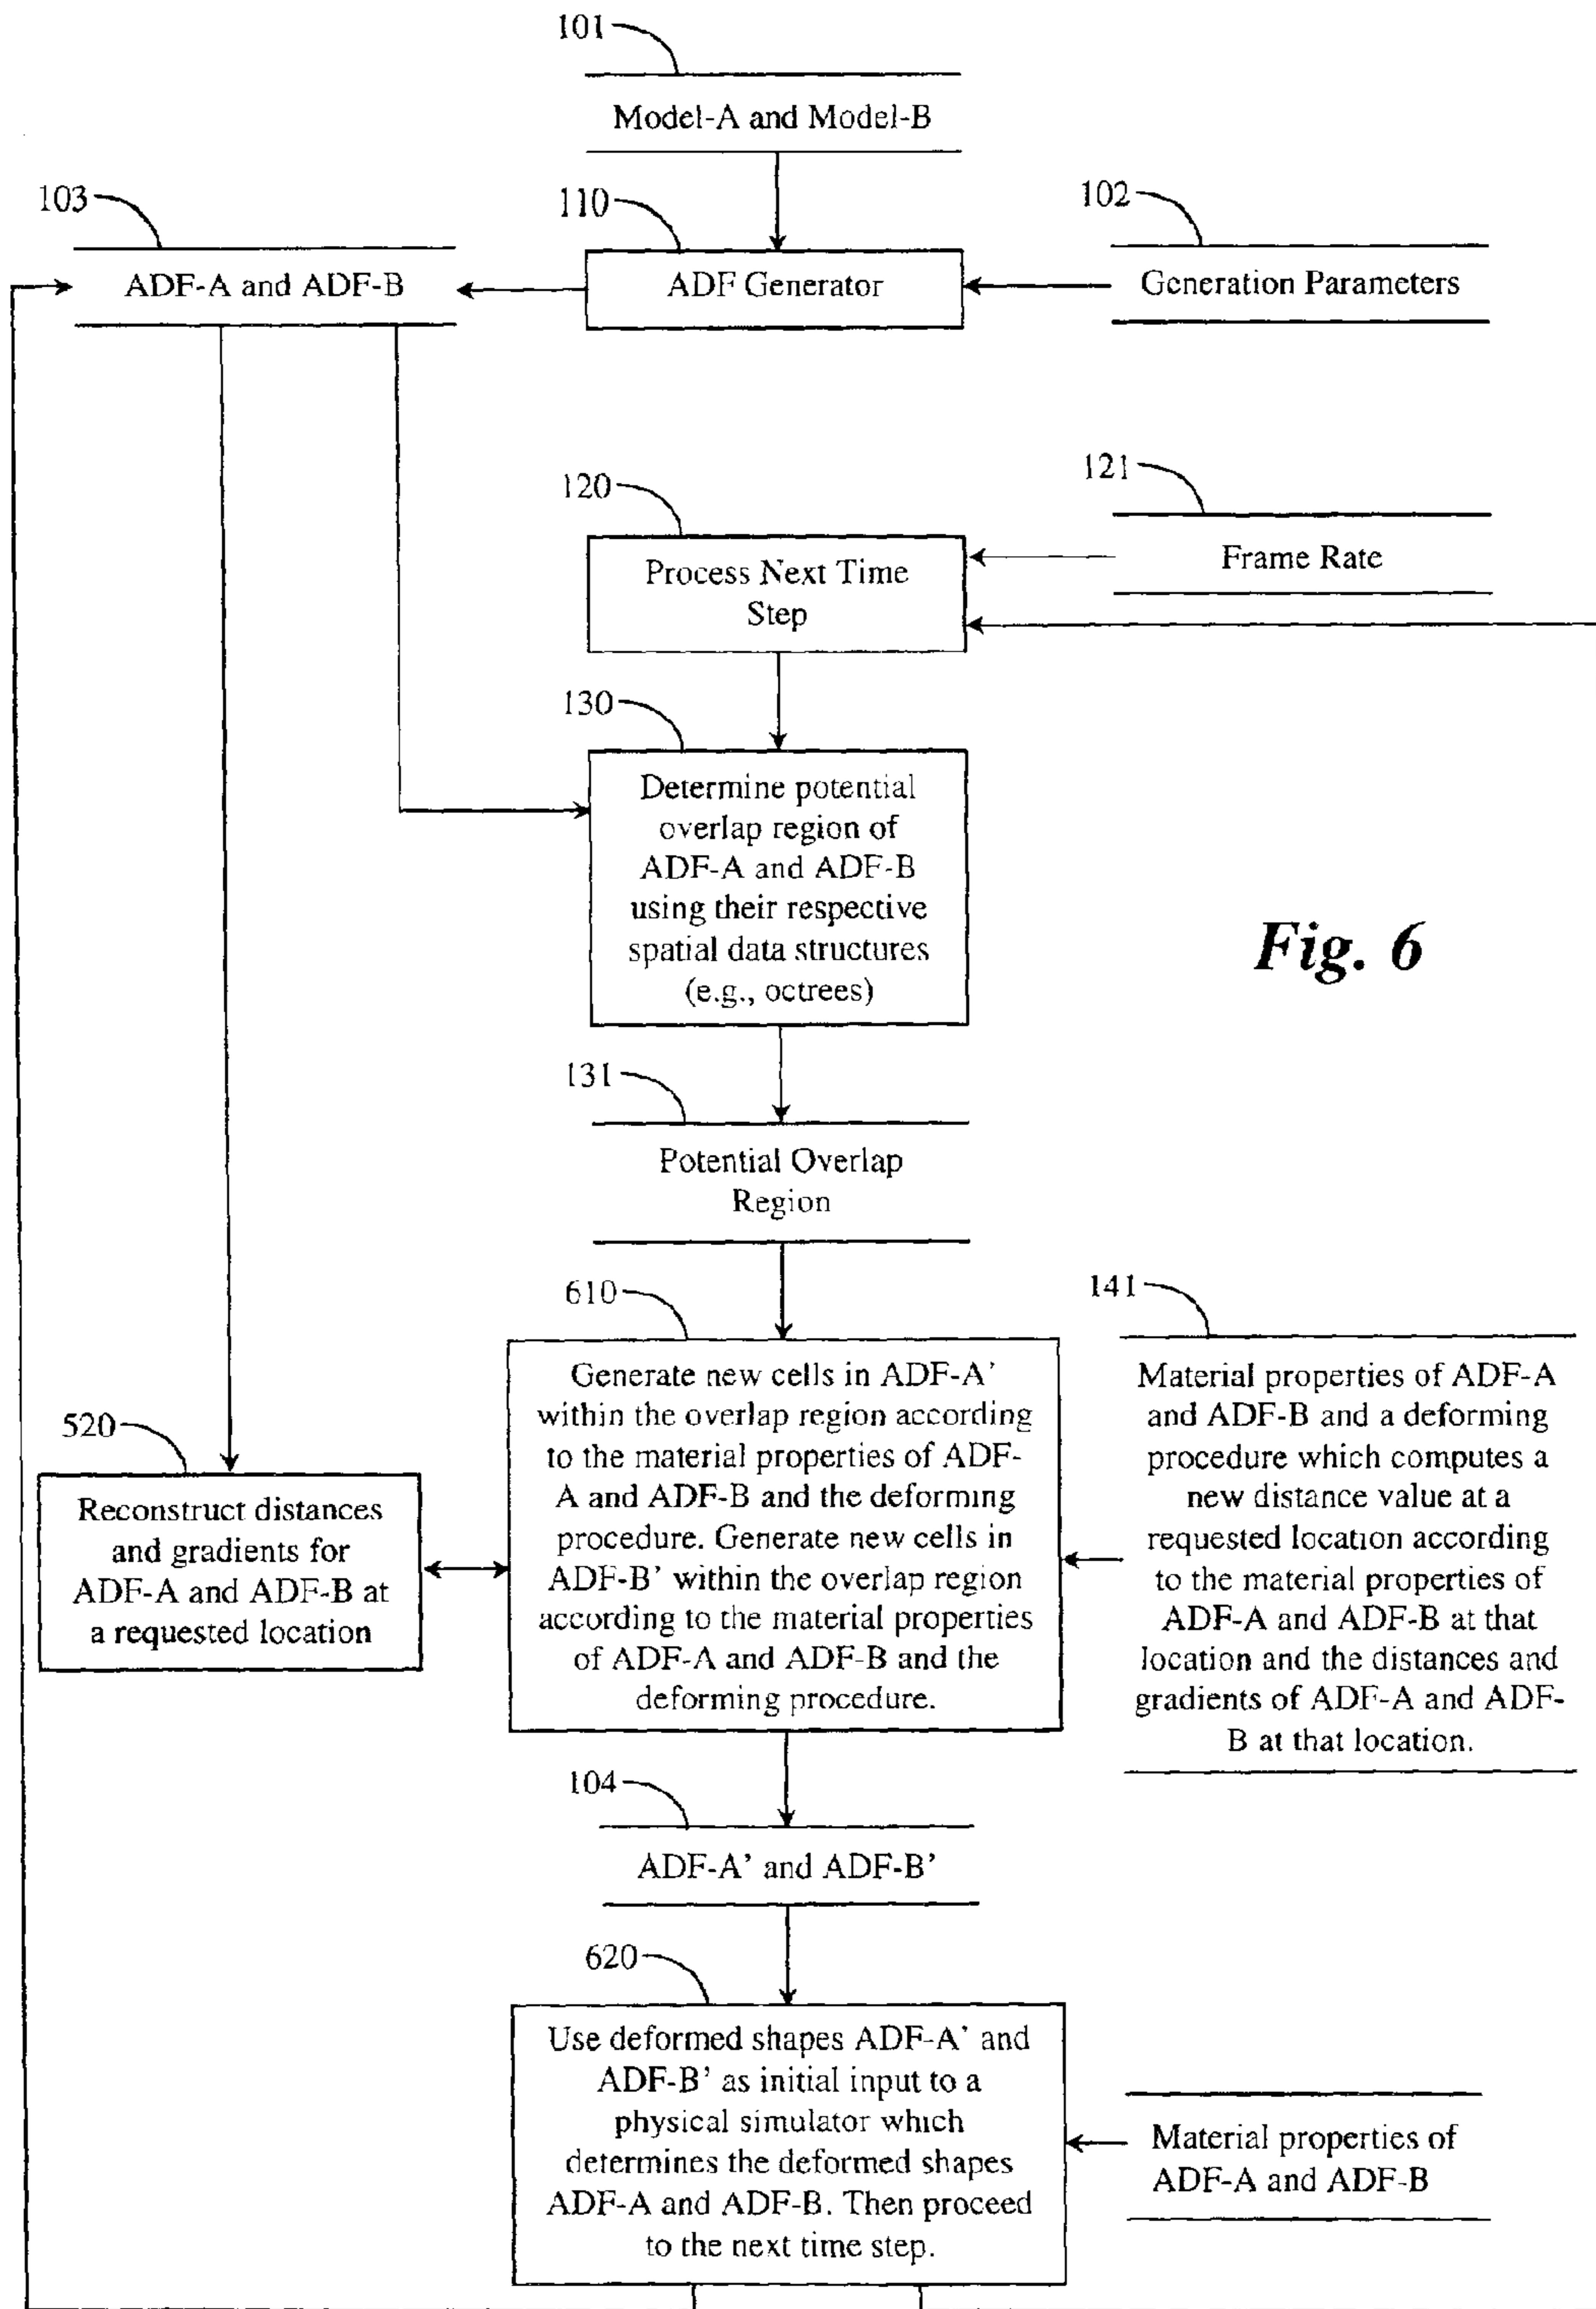 101
Model-A and Model-B
103
110
102
ADF-A and ADF-B
ADF Generator
Generation Parameters
120
121
Process Next Time
Step
Frame Rate
130
Determine potential
overlap region of
ADF-A and ADF-B
using their respective
spatial data structures
(e.g., octrees)
Fig. 6
131
Potential Overlap
Region
610
141
520
Generate new cells in ADF-A'
within the overlap region according
to the material properties of ADF-
A and ADF-B and the deforming
procedure. Generate new cells in
ADF-B' within the overlap region
according to the material properties
of ADF-A and ADF-B and the
deforming procedure.
Reconstruct distances
and gradients for
ADF-A and ADF-B at
a requested location
Material properties of ADF-A
and ADF-B and a deforming
procedure which computes a
new distance value at a
requested location according
to the material properties of
ADF-A and ADF-B at that
location and the distances and
gradients of ADF-A and ADF-
B at that location.
104
ADF-A' and ADF-B'
620
Use deformed shapes ADF-A' and
ADF-B' as initial input to a
physical simulator which
determines the deformed shapes
ADF-A and ADF-B. Then proceed
to the next time step.
Material properties of
ADF-A and ADF-B